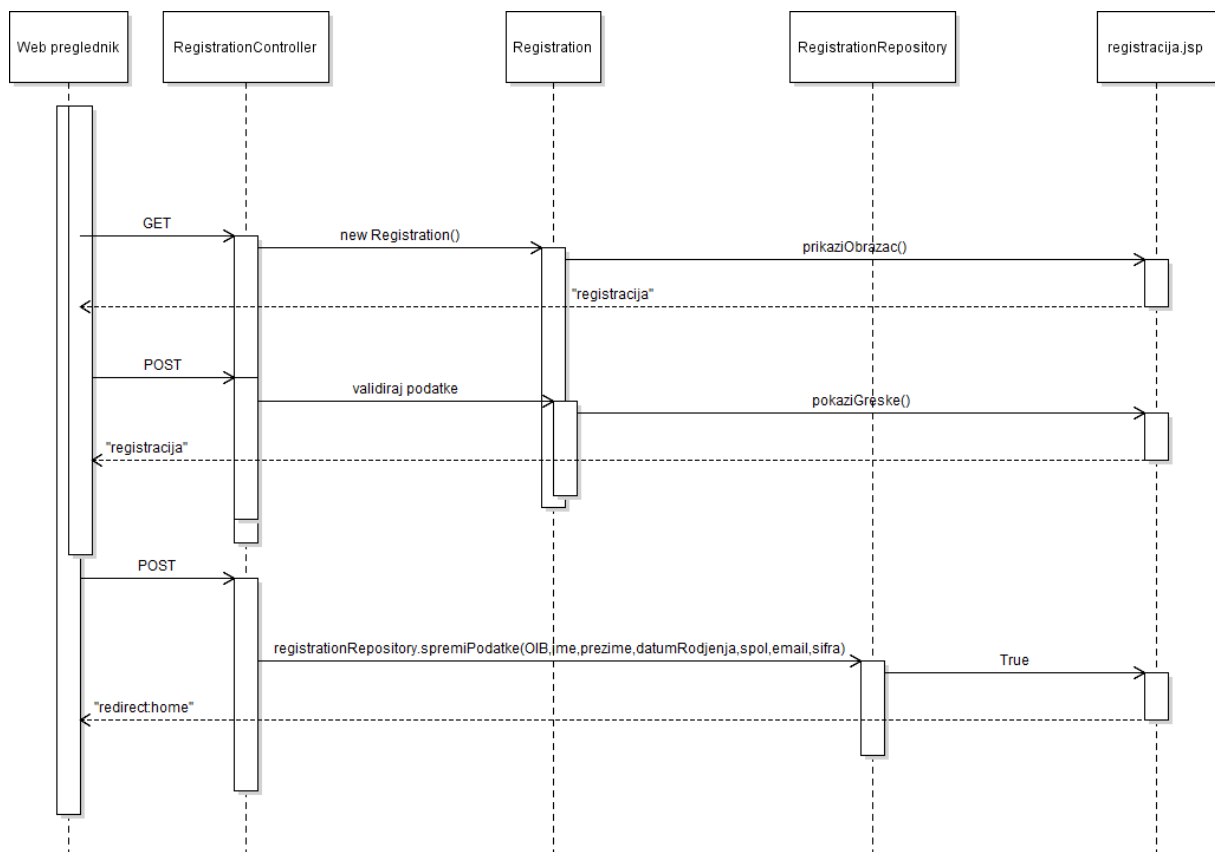 Web preglednik
RegistrationController
Registration
RegistrationRepository
registracija.jsp
GET
new Registration()
prikaziObrazac()
"registracija"
POST
validiraj podatke
pokaziGreske()
"registracija"
POST
registrationRepository.spremiPodatke(OIB,ime,prezime,datumRodjenja,spol,email,sifra)
True
"redirect:home"